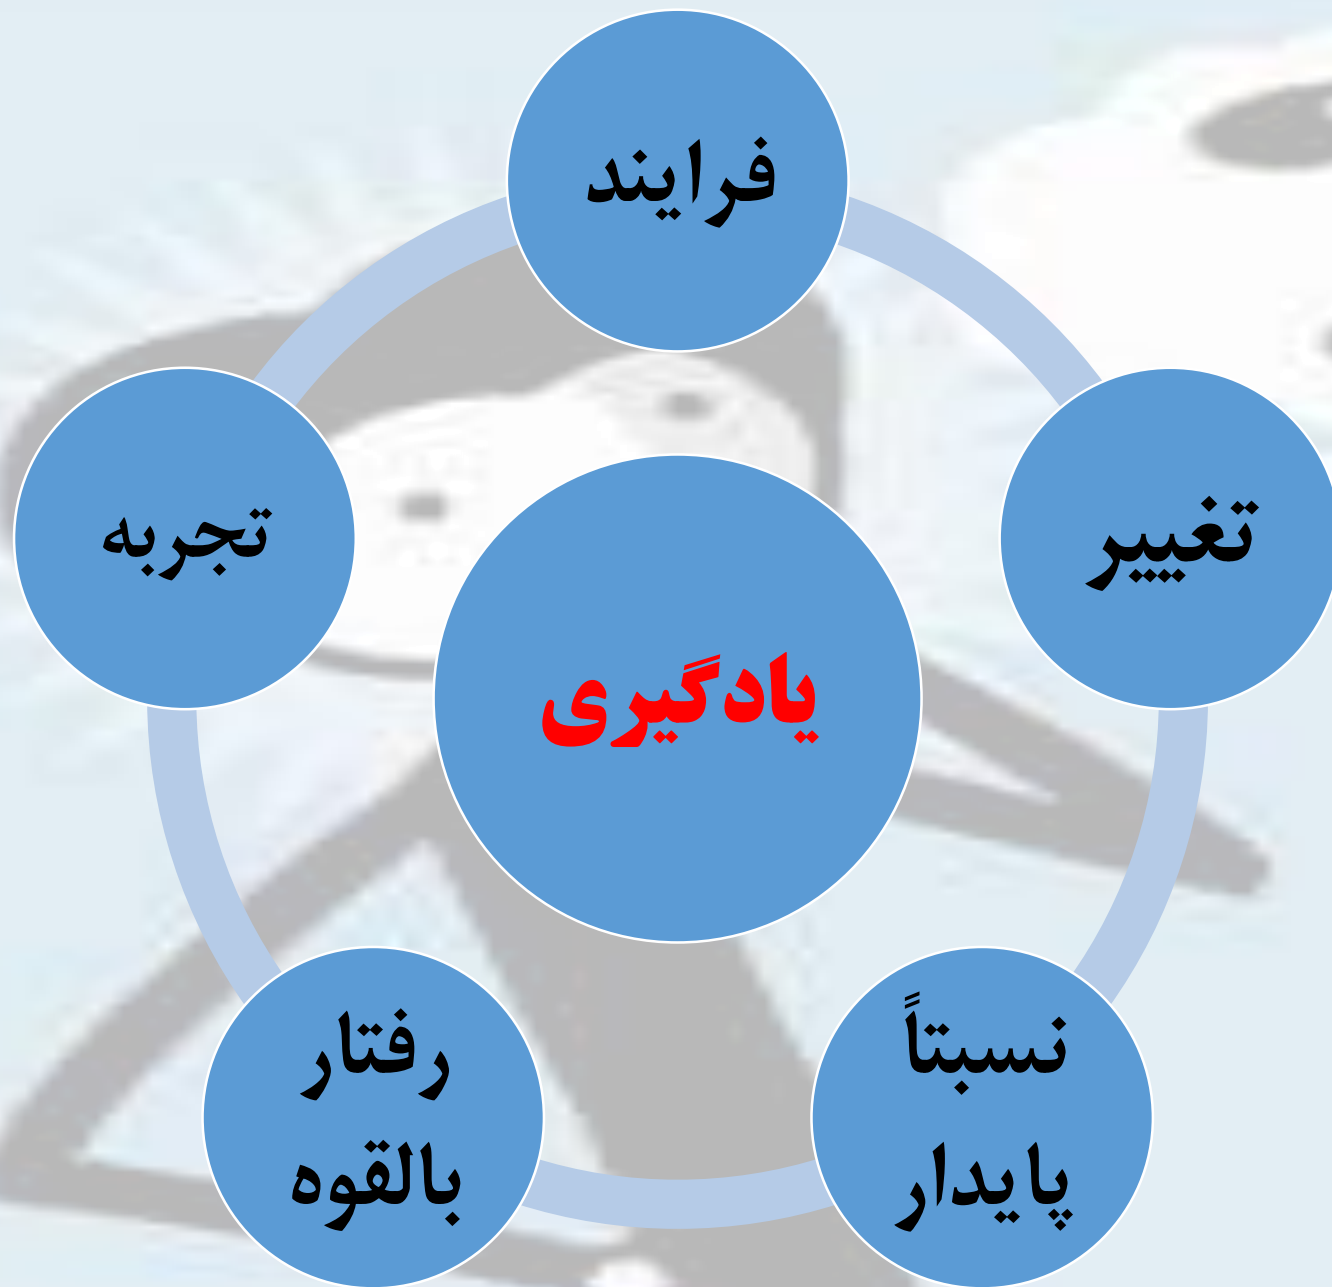 فرایند
تغییر
نسبتاً
پایدار
رفتار
بالقوه
تجربه
یادگیری